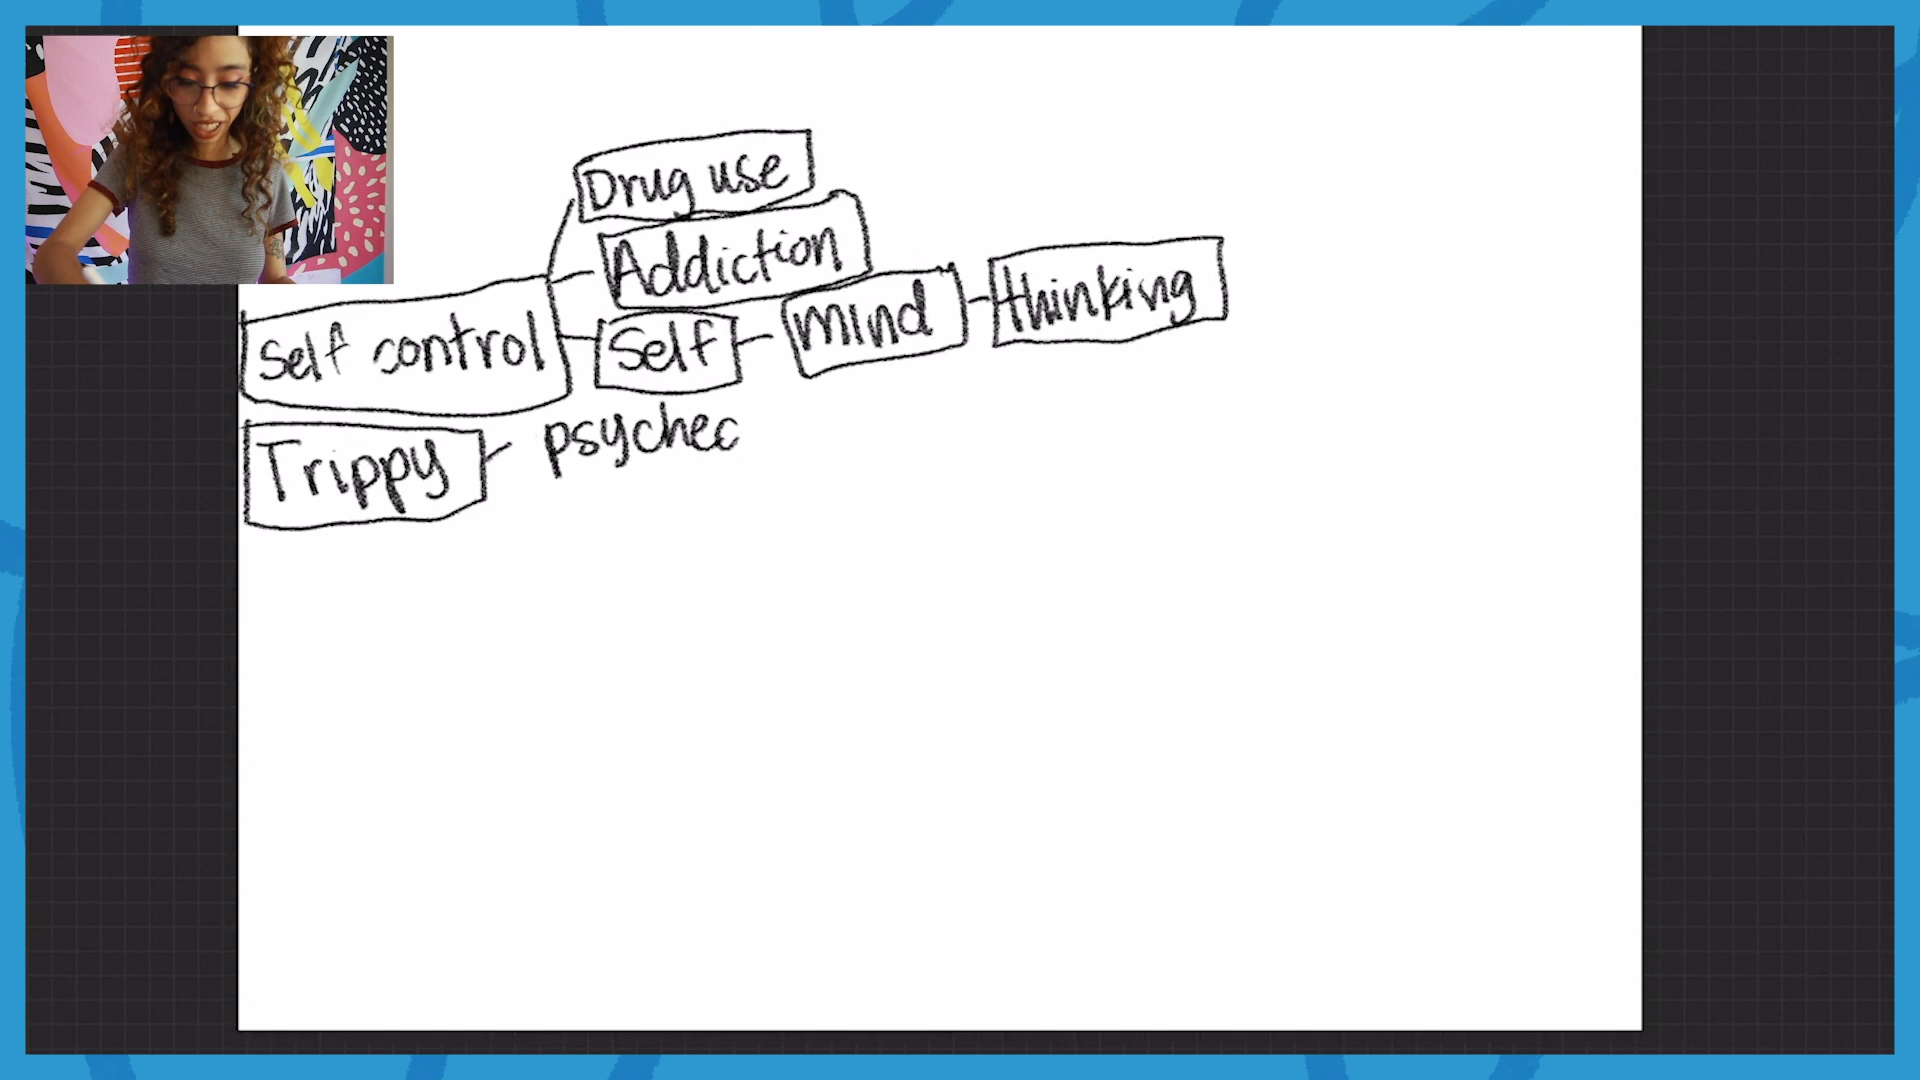 Drug use
Addiction
Self control
Self
mind
thinking
Trippy
psychec